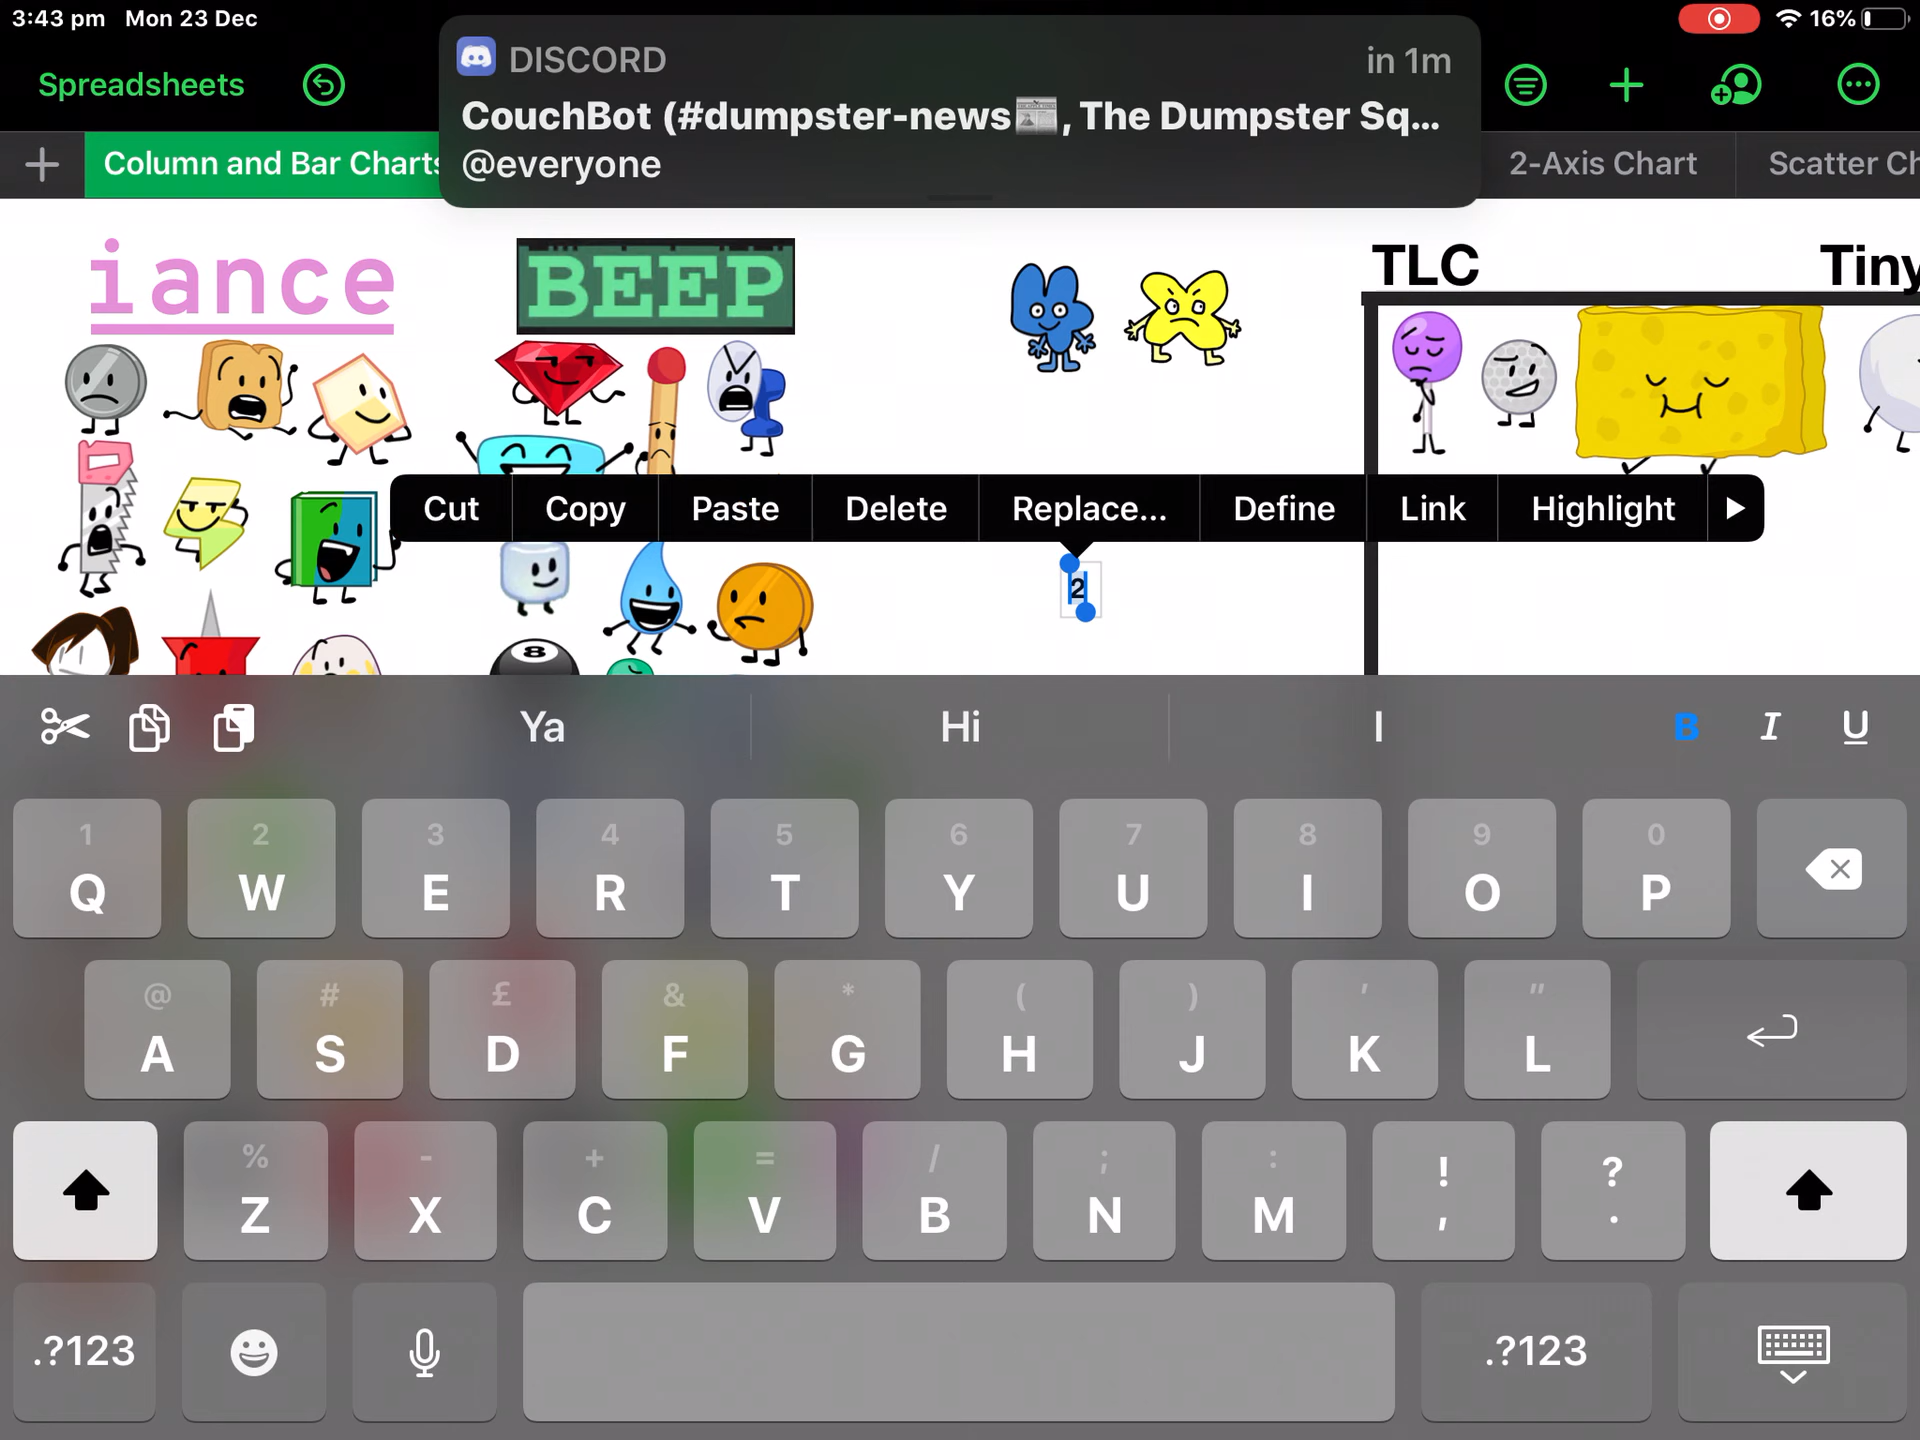 3:43 pm Mon 23 Dec
16%
DISCORD
in 1m
Spreadsheets
CouchBot (#dumpster-news📰, The Dumpster Sq…
@everyone
Column and Bar Charts
2-Axis Chart
Scatter Ch
iance
BEEP
TLC
Tiny
Cut Copy Paste Delete Replace... Define Link Highlight
2
8
Ya Hi I
B I U
1 2 3 4 5 6 7 8 9 0
Q W E R T Y U I O P
@ # £ & * ( ) ' "
A S D F G H J K L
% - + = / ; : ! ?
Z X C V B N M , .
.?123 .?123